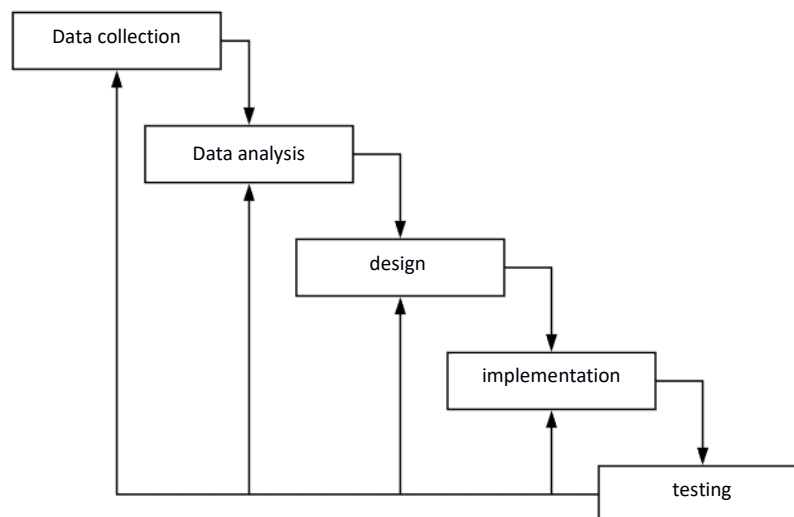 Data collection
Data analysis
design
implementation
testing